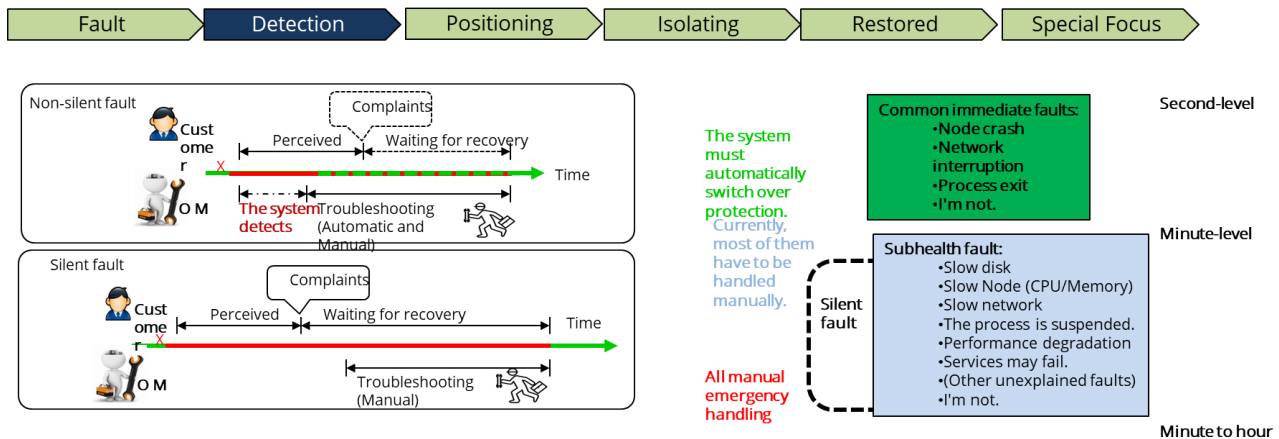 Fault
Detection
Positioning
Isolating
Restored
Special Focus
Non-silent fault
Cust
ome
r
O M
Complaints
Perceived
Waiting for recovery
X
Time
The system
detects
Troubleshooting
(Automatic and
Manual)
Silent fault
Cust
ome
r
O M
Complaints
Perceived
Waiting for recovery
X
Time
Troubleshooting
(Manual)
The system
must
automatically
switch over
protection.
Currently,
most of them
have to be
handled
manually.
All manual
emergency
handling
Silent
fault
Common immediate faults:
•Node crash
•Network
interruption
•Process exit
•I'm not.
Subhealth fault:
•Slow disk
•Slow Node (CPU/Memory)
•Slow network
•The process is suspended.
•Performance degradation
•Services may fail.
•(Other unexplained faults)
•I'm not.
Second-level
Minute-level
Minute to hour